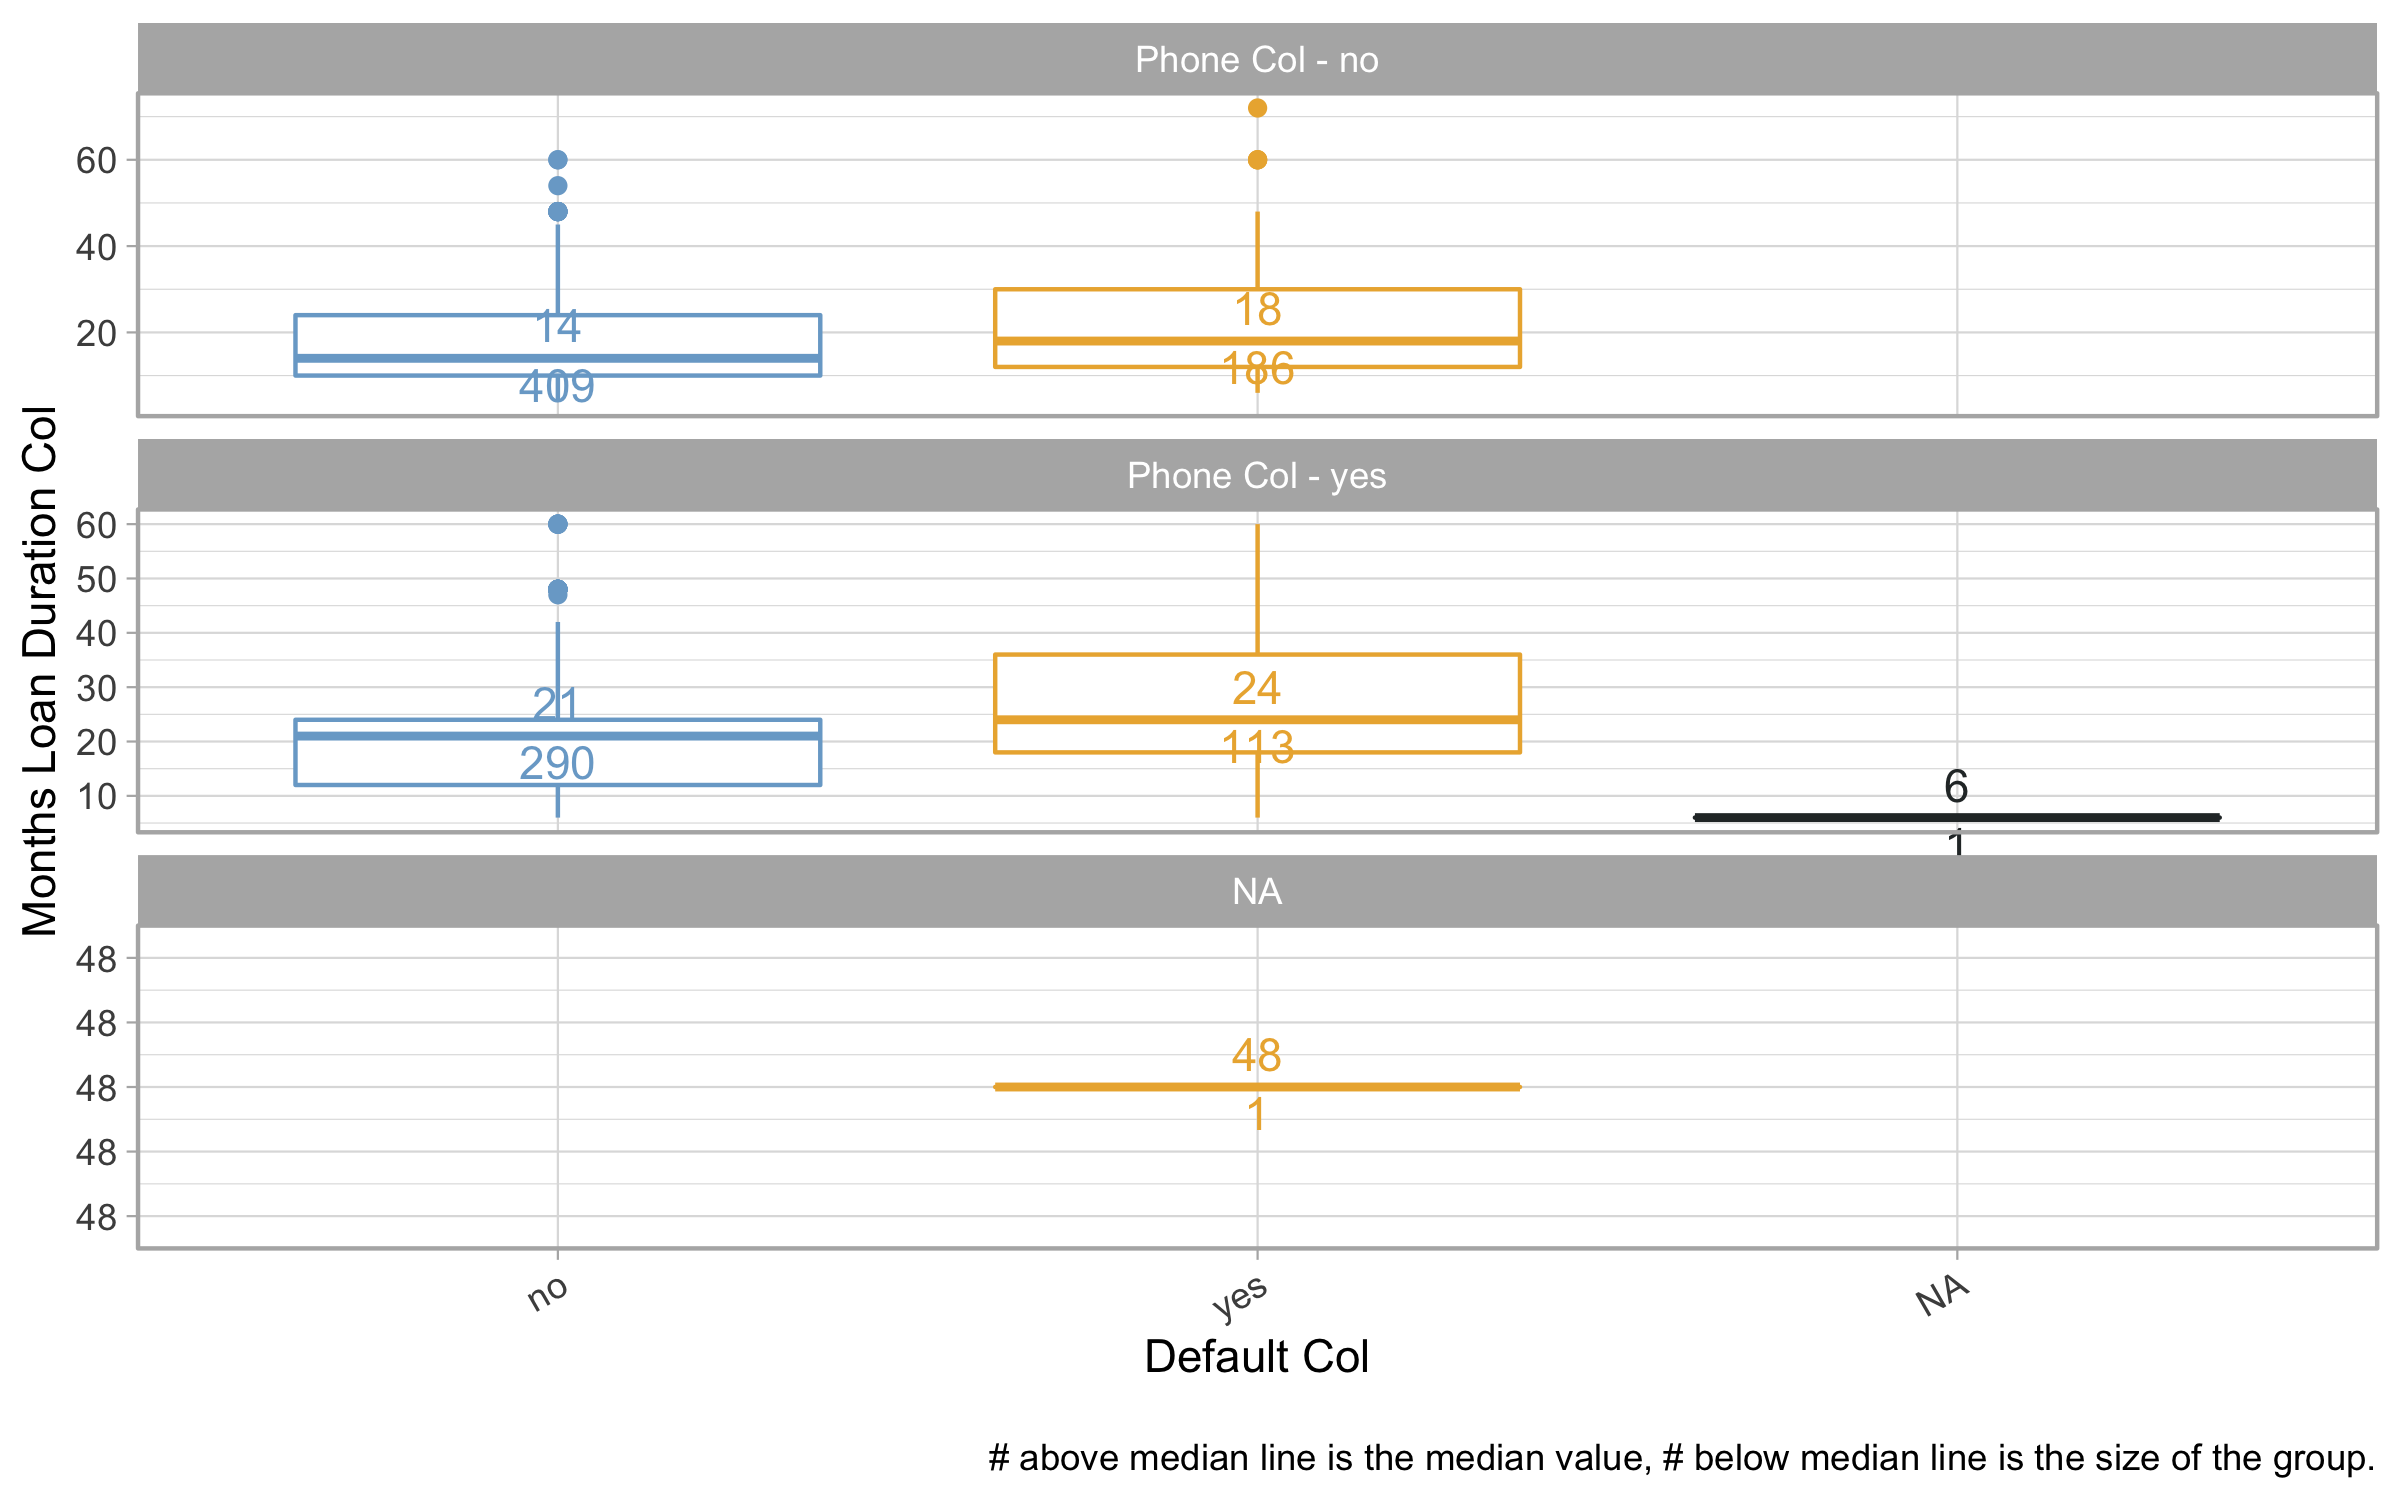 Phone Col - no
60
40
20
14
409
18
186
Months Loan Duration Col
Phone Col - yes
60
50
40
30
20
10
21
290
24
113
6
1
NA
48
48
48
48
48
48
1
no
yes
NA
Default Col
# above median line is the median value, # below median line is the size of the group.